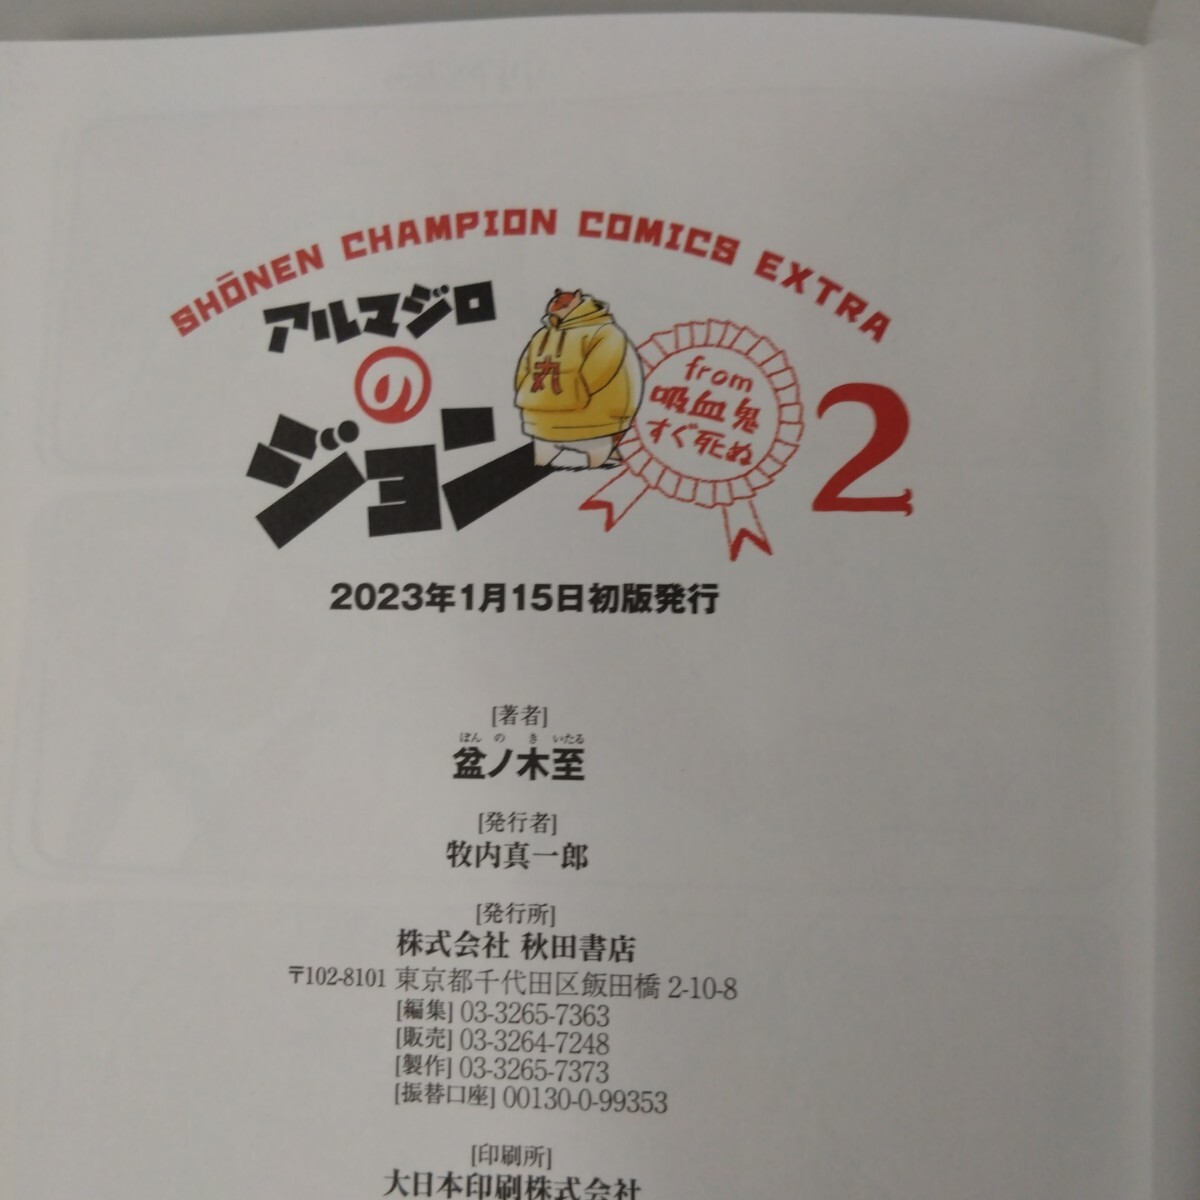 SHŌNEN CHAMPION COMICS EXTRA
アルマジロ
の
ジョン
丸
from
吸血鬼
すぐ死ぬ
2
2023年1月15日初版発行
[著者]
ぼん の き いたる
盆ノ木至
[発行者]
牧内真一郎
[発行所]
株式会社 秋田書店
〒102-8101 東京都千代田区飯田橋 2-10-8
[編集] 03-3265-7363
[販売] 03-3264-7248
[製作] 03-3265-7373
[振替口座] 00130-0-99353
[印刷所]
大日本印刷株式会社